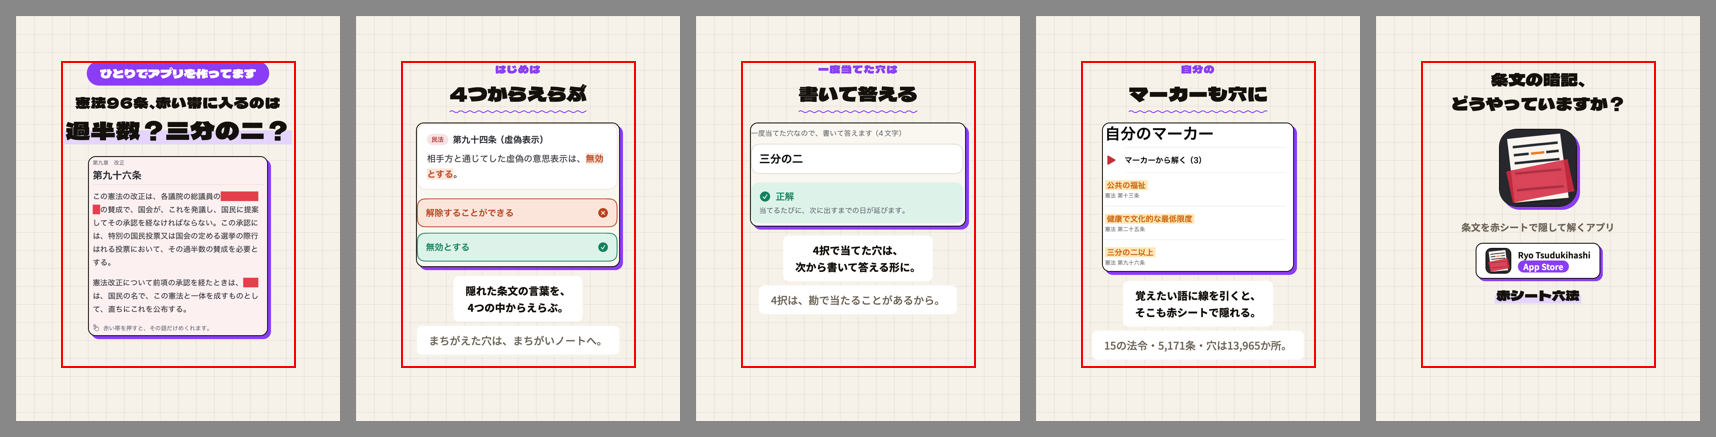 ひとりでアプリを作ってます
憲法96条、赤い帯に入るのは
過半数？三分の二？
第九章 改正
第九十六条
この憲法の改正は、各議院の総議員の
の賛成で、国会が、これを発議し、国民に提案
してその承認を経なければならない。この承認に
は、特別の国民投票又は国会の定める選挙の際行
はれる投票において、その過半数の賛成を必要と
する。
憲法改正について前項の承認を経たときは、
は、国民の名で、この憲法と一体を成すものとし
て、直ちにこれを公布する。
赤い帯を押すと、その語だけめくれます。
はじめは
4つからえらぶ
民法 第九十四条（虚偽表示）
相手方と通じてした虚偽の意思表示は、無効
とする。
解除することができる
無効とする
隠れた条文の言葉を、
4つの中からえらぶ。
まちがえた穴は、まちがいノートへ。
一度当てた穴は
書いて答える
一度当てた穴なので、書いて答えます（4文字）
三分の二
正解
当てるたびに、次に出すまでの日が延びます。
4択で当てた穴は、
次から書いて答える形に。
4択は、勘で当たることがあるから。
自分の
マーカーも穴に
自分のマーカー
マーカーから解く（3）
公共の福祉
憲法 第十三条
健康で文化的な最低限度
憲法 第二十五条
三分の二以上
憲法 第九十六条
覚えたい語に線を引くと、
そこも赤シートで隠れる。
15の法令・5,171条・穴は13,965か所。
条文の暗記、
どうやっていますか？
条文を赤シートで隠して解くアプリ
Ryo Tsudukihashi
App Store
赤シート六法